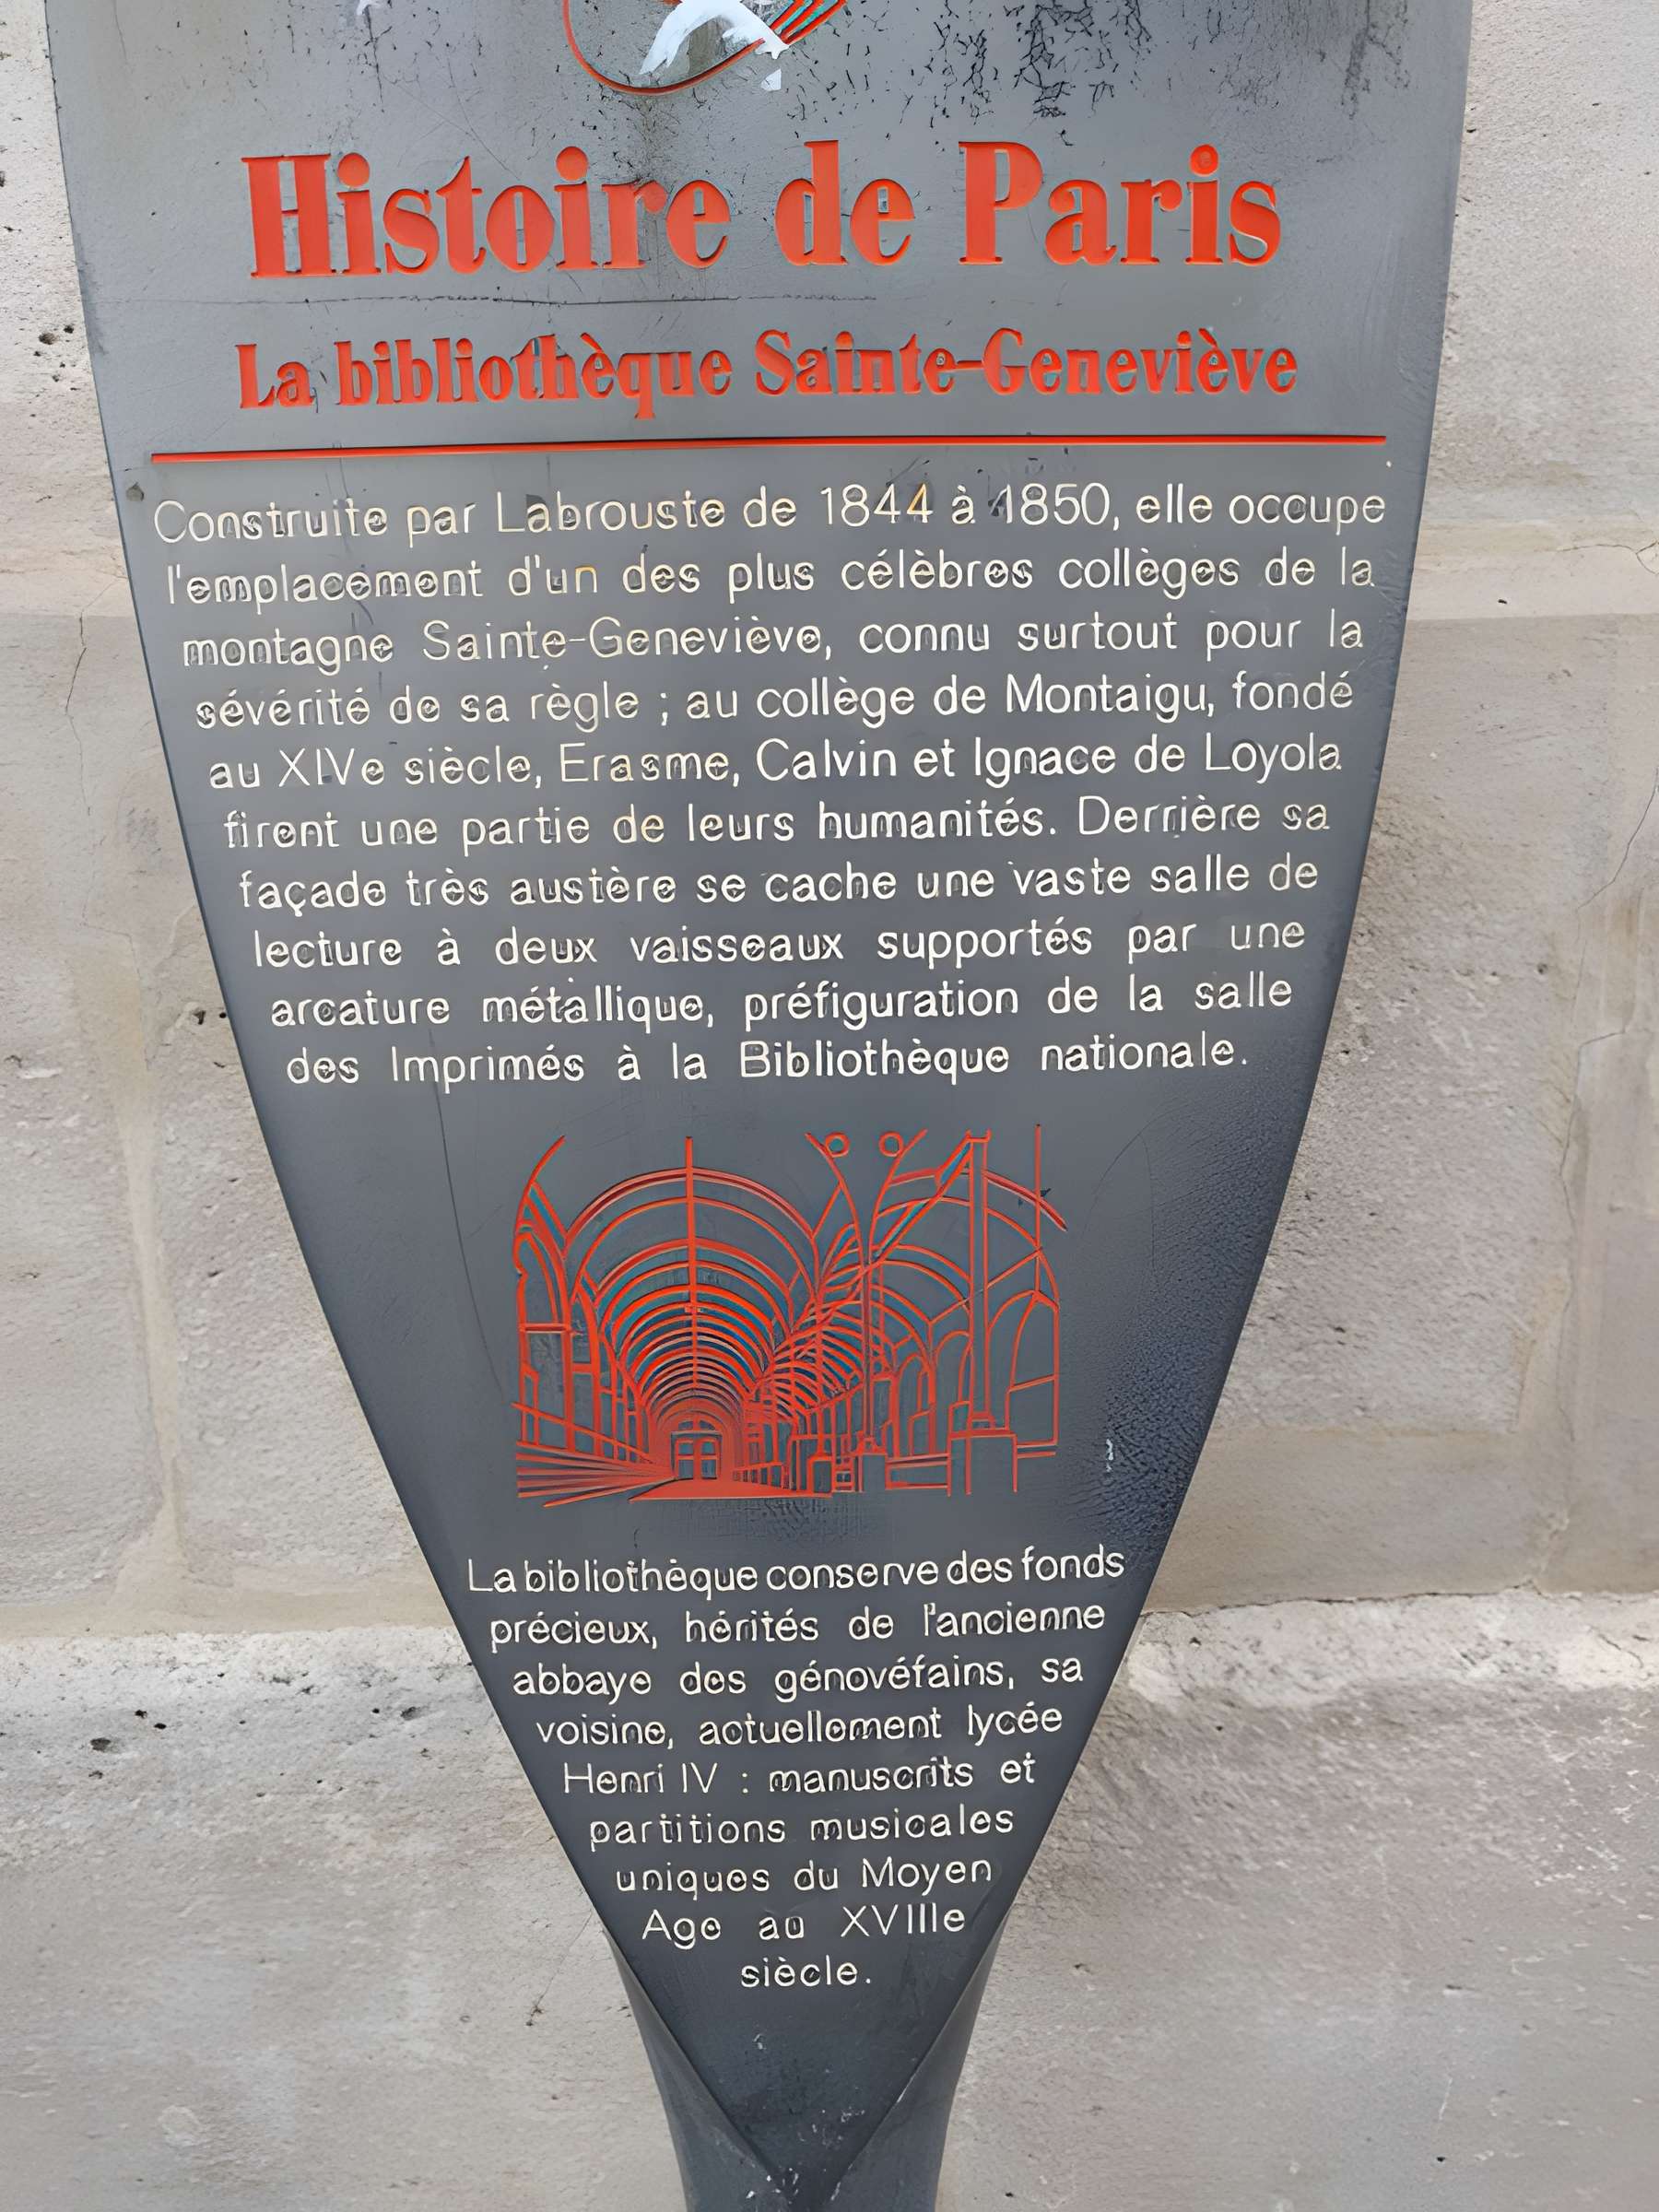 Histoire de Paris
La bibliothèque Sainte-Geneviève
Construite par Labrouste de 1844 à 1850, elle occupe
l'emplacement d'un des plus célèbres collèges de la
montagne Sainte-Geneviève, connu surtout pour la
sévérité de sa règle ; au collège de Montaigu, fondé
au XIVe siècle, Erasme, Calvin et Ignace de Loyola
firent une partie de leurs humanités. Derrière sa
façade très austère se cache une vaste salle de
lecture à deux vaisseaux supportés par une
arcature métallique, préfiguration de la salle
des Imprimés à la Bibliothèque nationale.
La bibliothèque conserve des fonds
précieux, hérités de l'ancienne
abbaye des génovéfains, sa
voisine, actuellement lycée
Henri IV : manuscrits et
partitions musicales
uniques du Moyen
Age au XVIIIe
siècle.